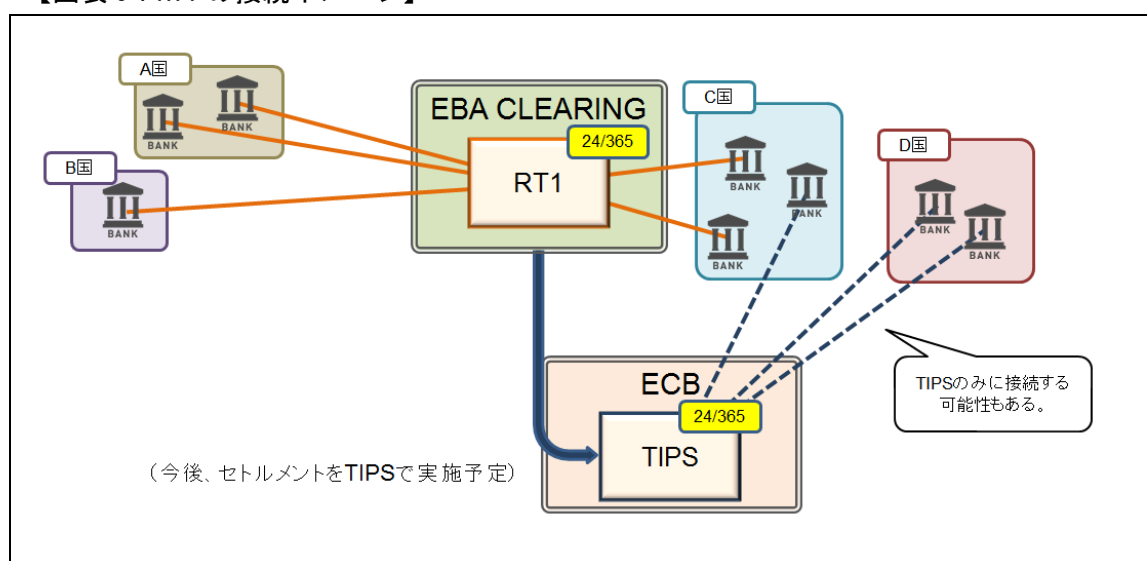 A国
BANK
BANK
B国
BANK
EBA CLEARING
24/365
RT1
C国
BANK
BANK
BANK
D国
BANK
BANK
TIPSのみに接続する
可能性もある。
ECB
24/365
TIPS
(今後、セトルメントをTIPSで実施予定)